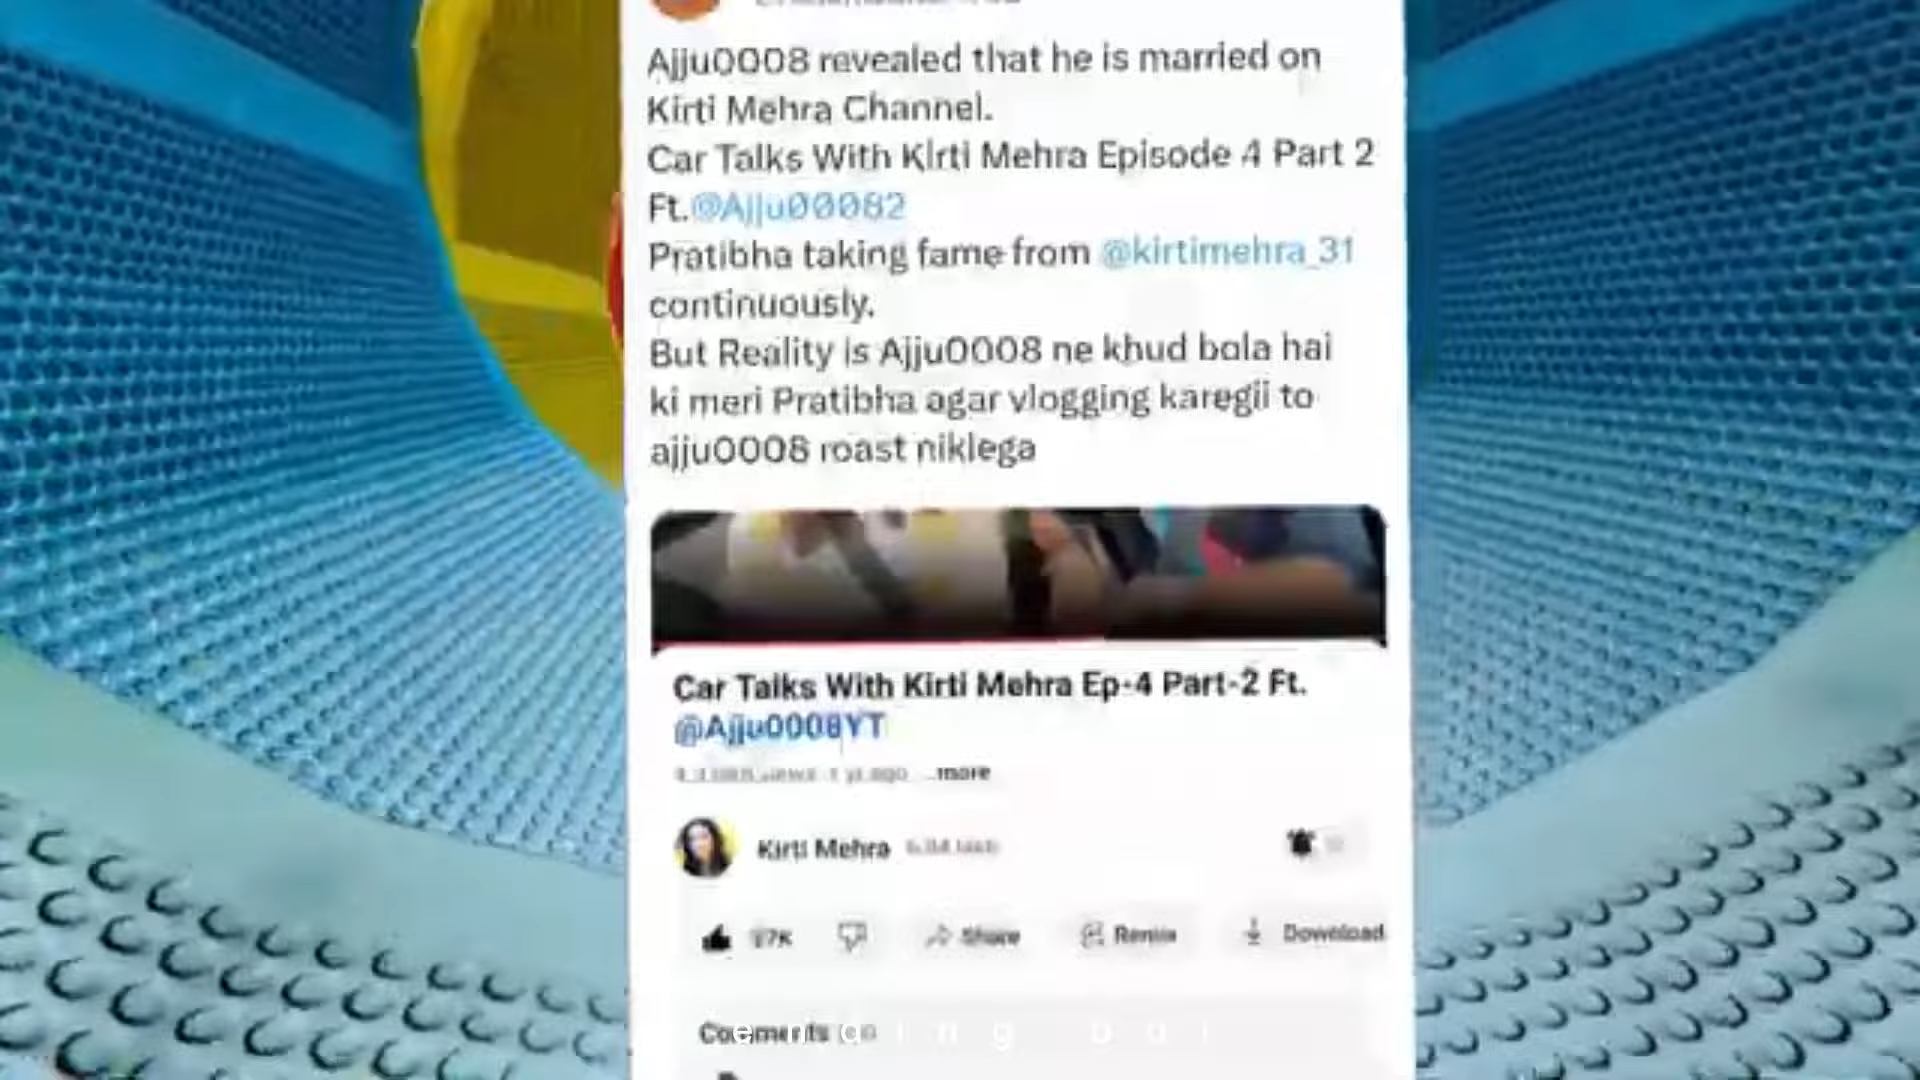 Ajju0008 revealed that he is married on
Kirti Mehra Channel.
Car Talks With Kirti Mehra Episode 4 Part 2
Ft.@Ajju00082
Pratibha taking fame from @kirtimehra_31
continuously.
But Reality is Ajju0008 ne khud bola hai
ki meri Pratibha agar vlogging karegii to
ajju0008 roast niklega
Car Talks With Kirti Mehra Ep-4 Part-2 Ft.
@Ajju0008YT
1 yr ago ...more
Kirti Mehra
Share Remix Download
Comments